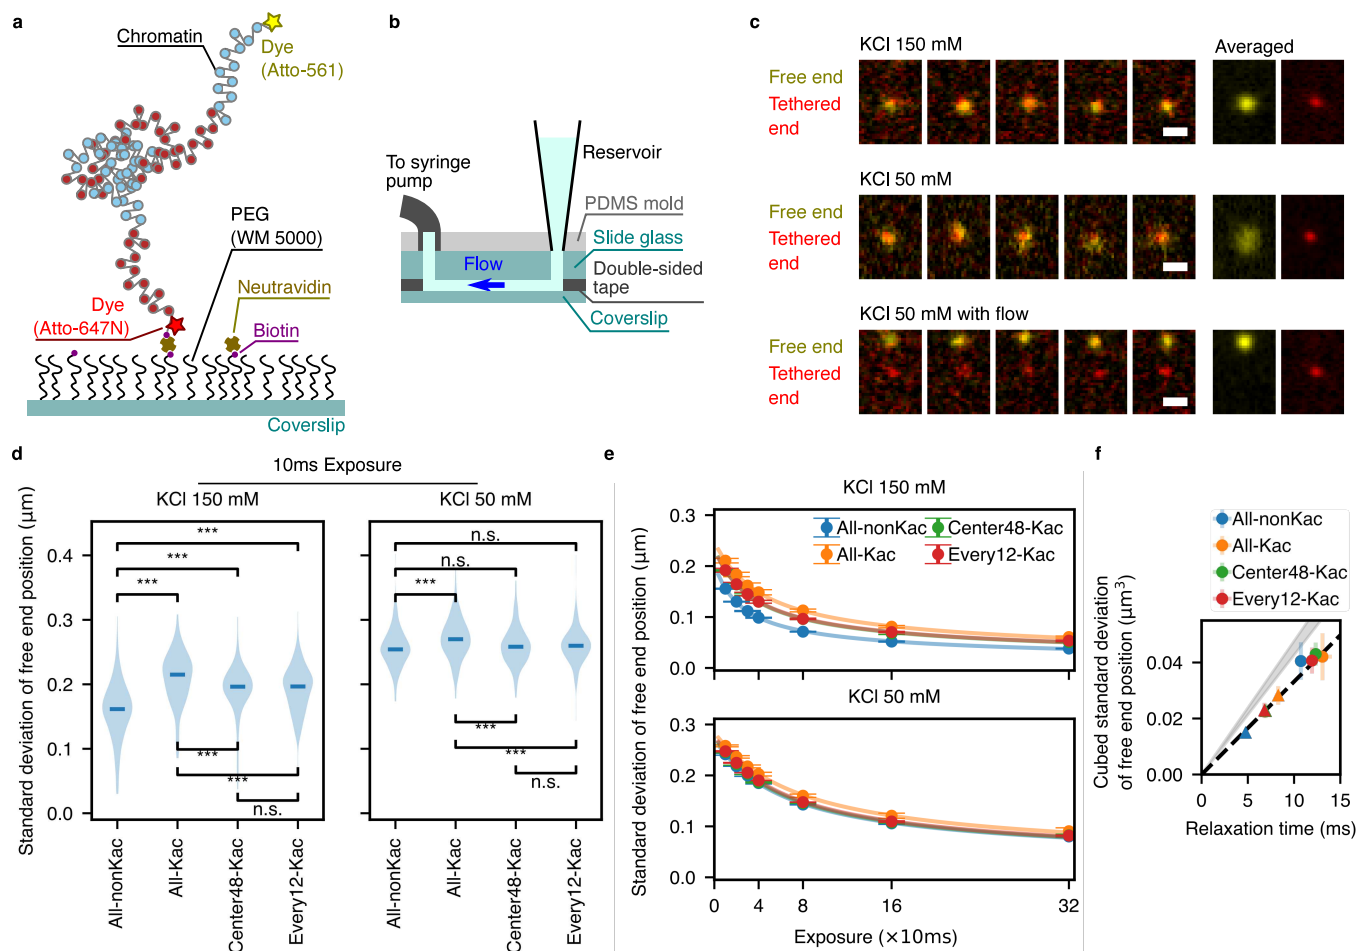 a
Chromatin
Dye
(Atto-561)
PEG
(WM 5000)
Neutravidin
Dye
(Atto-647N)
Biotin
Coverslip
b
To syringe
pump
Reservoir
PDMS mold
Slide glass
Flow
Double-sided
tape
Coverslip
c
KCl 150 mM
Averaged
Free end
Tethered
end
KCl 50 mM
Free end
Tethered
end
KCl 50 mM with flow
Free end
Tethered
end
d
10ms Exposure
KCl 150 mM
KCl 50 mM
Standard deviation of free end position (μm)
0.4
0.3
0.2
0.1
0.0
***
***
***
***
***
n.s.
n.s.
n.s.
***
***
***
n.s.
All-nonKac
All-Kac
Center48-Kac
Every12-Kac
All-nonKac
All-Kac
Center48-Kac
Every12-Kac
e
KCl 150 mM
Standard deviation of free end position (μm)
0.3
0.2
0.1
0.0
All-nonKac
Center48-Kac
All-Kac
Every12-Kac
KCl 50 mM
0.3
0.2
0.1
0.0
0
4
8
16
32
Exposure (×10ms)
f
All-nonKac
All-Kac
Center48-Kac
Every12-Kac
Cubed standard deviation
of free end position (μm³)
0.04
0.02
0.00
0
5
10
15
Relaxation time (ms)